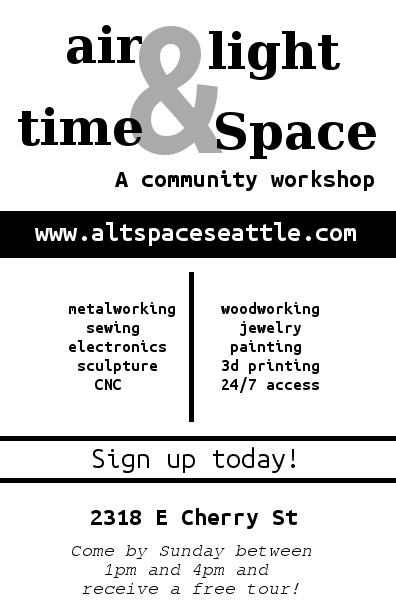 air & light
time Space
A community workshop
www.altspaceseattle.com
metalworking
sewing
electronics
sculpture
CNC
woodworking
jewelry
painting
3d printing
24/7 access
Sign up today!
2318 E Cherry St
Come by Sunday between
1pm and 4pm and
receive a free tour!